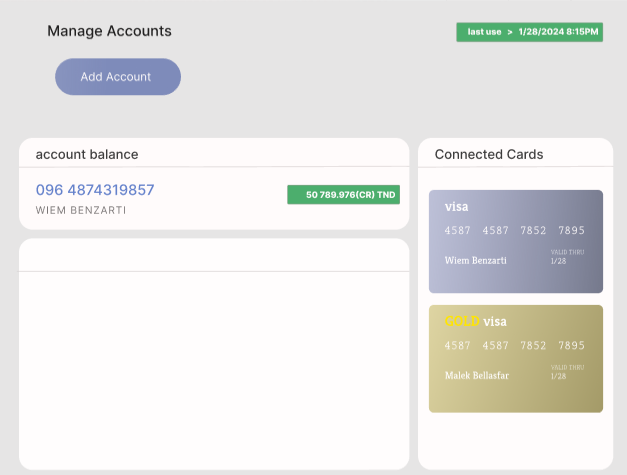 Manage Accounts
last use > 1/28/2024 8:15PM
Add Account
account balance
096 4874319857
50 789.976(CR) TND
WIEM BENZARTI
Connected Cards
visa
4587 4587 7852 7895
VALID THRU
Wiem Benzarti 1/28
GOLD visa
4587 4587 7852 7895
VALID THRU
Malek Bellasfar 1/28